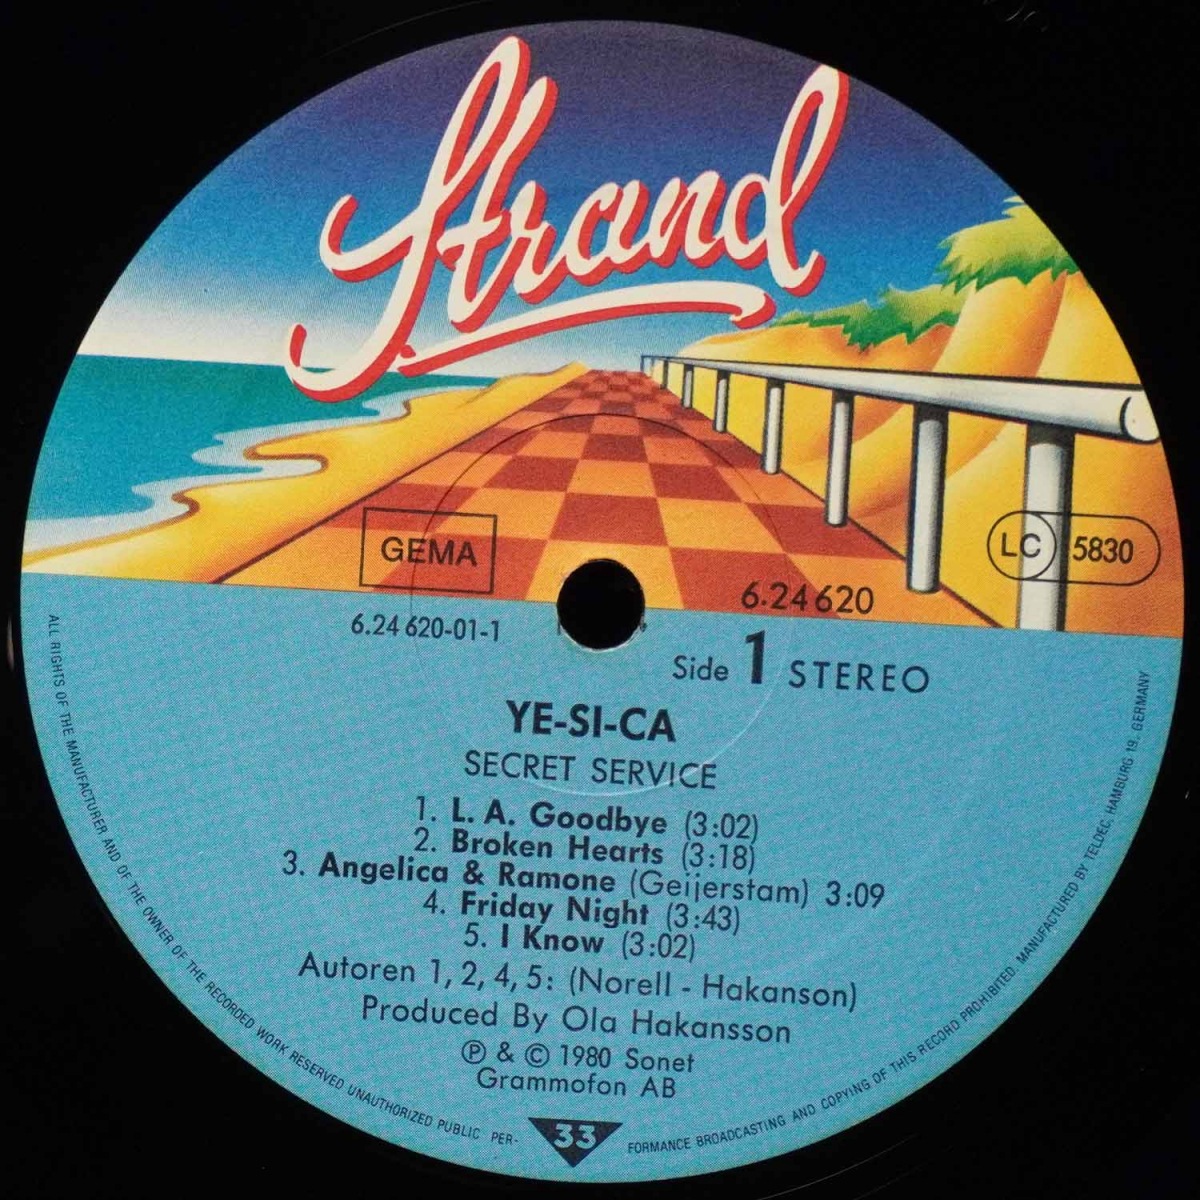 Strand
GEMA
LC 5830
6.24 620
6.24 620-01-1
Side 1 STEREO
YE-SI-CA
SECRET SERVICE
1. L. A. Goodbye (3:02)
2. Broken Hearts (3:18)
3. Angelica & Ramone (Geijerstam) 3:09
4. Friday Night (3:43)
5. I Know (3:02)
Autoren 1, 2, 4, 5: (Norell - Hakanson)
Produced By Ola Hakansson
℗ & © 1980 Sonet
Grammofon AB
33
ALL RIGHTS OF THE MANUFACTURER AND OF THE OWNER OF THE RECORDED WORK RESERVED UNAUTHORIZED PUBLIC PER-
FORMANCE BROADCASTING AND COPYING OF THIS RECORD PROHIBITED. MANUFACTURED BY TELDEC, HAMBURG 19, GERMANY